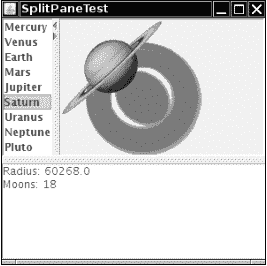 SplitPaneTest
Mercury
Venus
Earth
Mars
Jupiter
Saturn
Uranus
Neptune
Pluto
Radius: 60268.0
Moons: 18